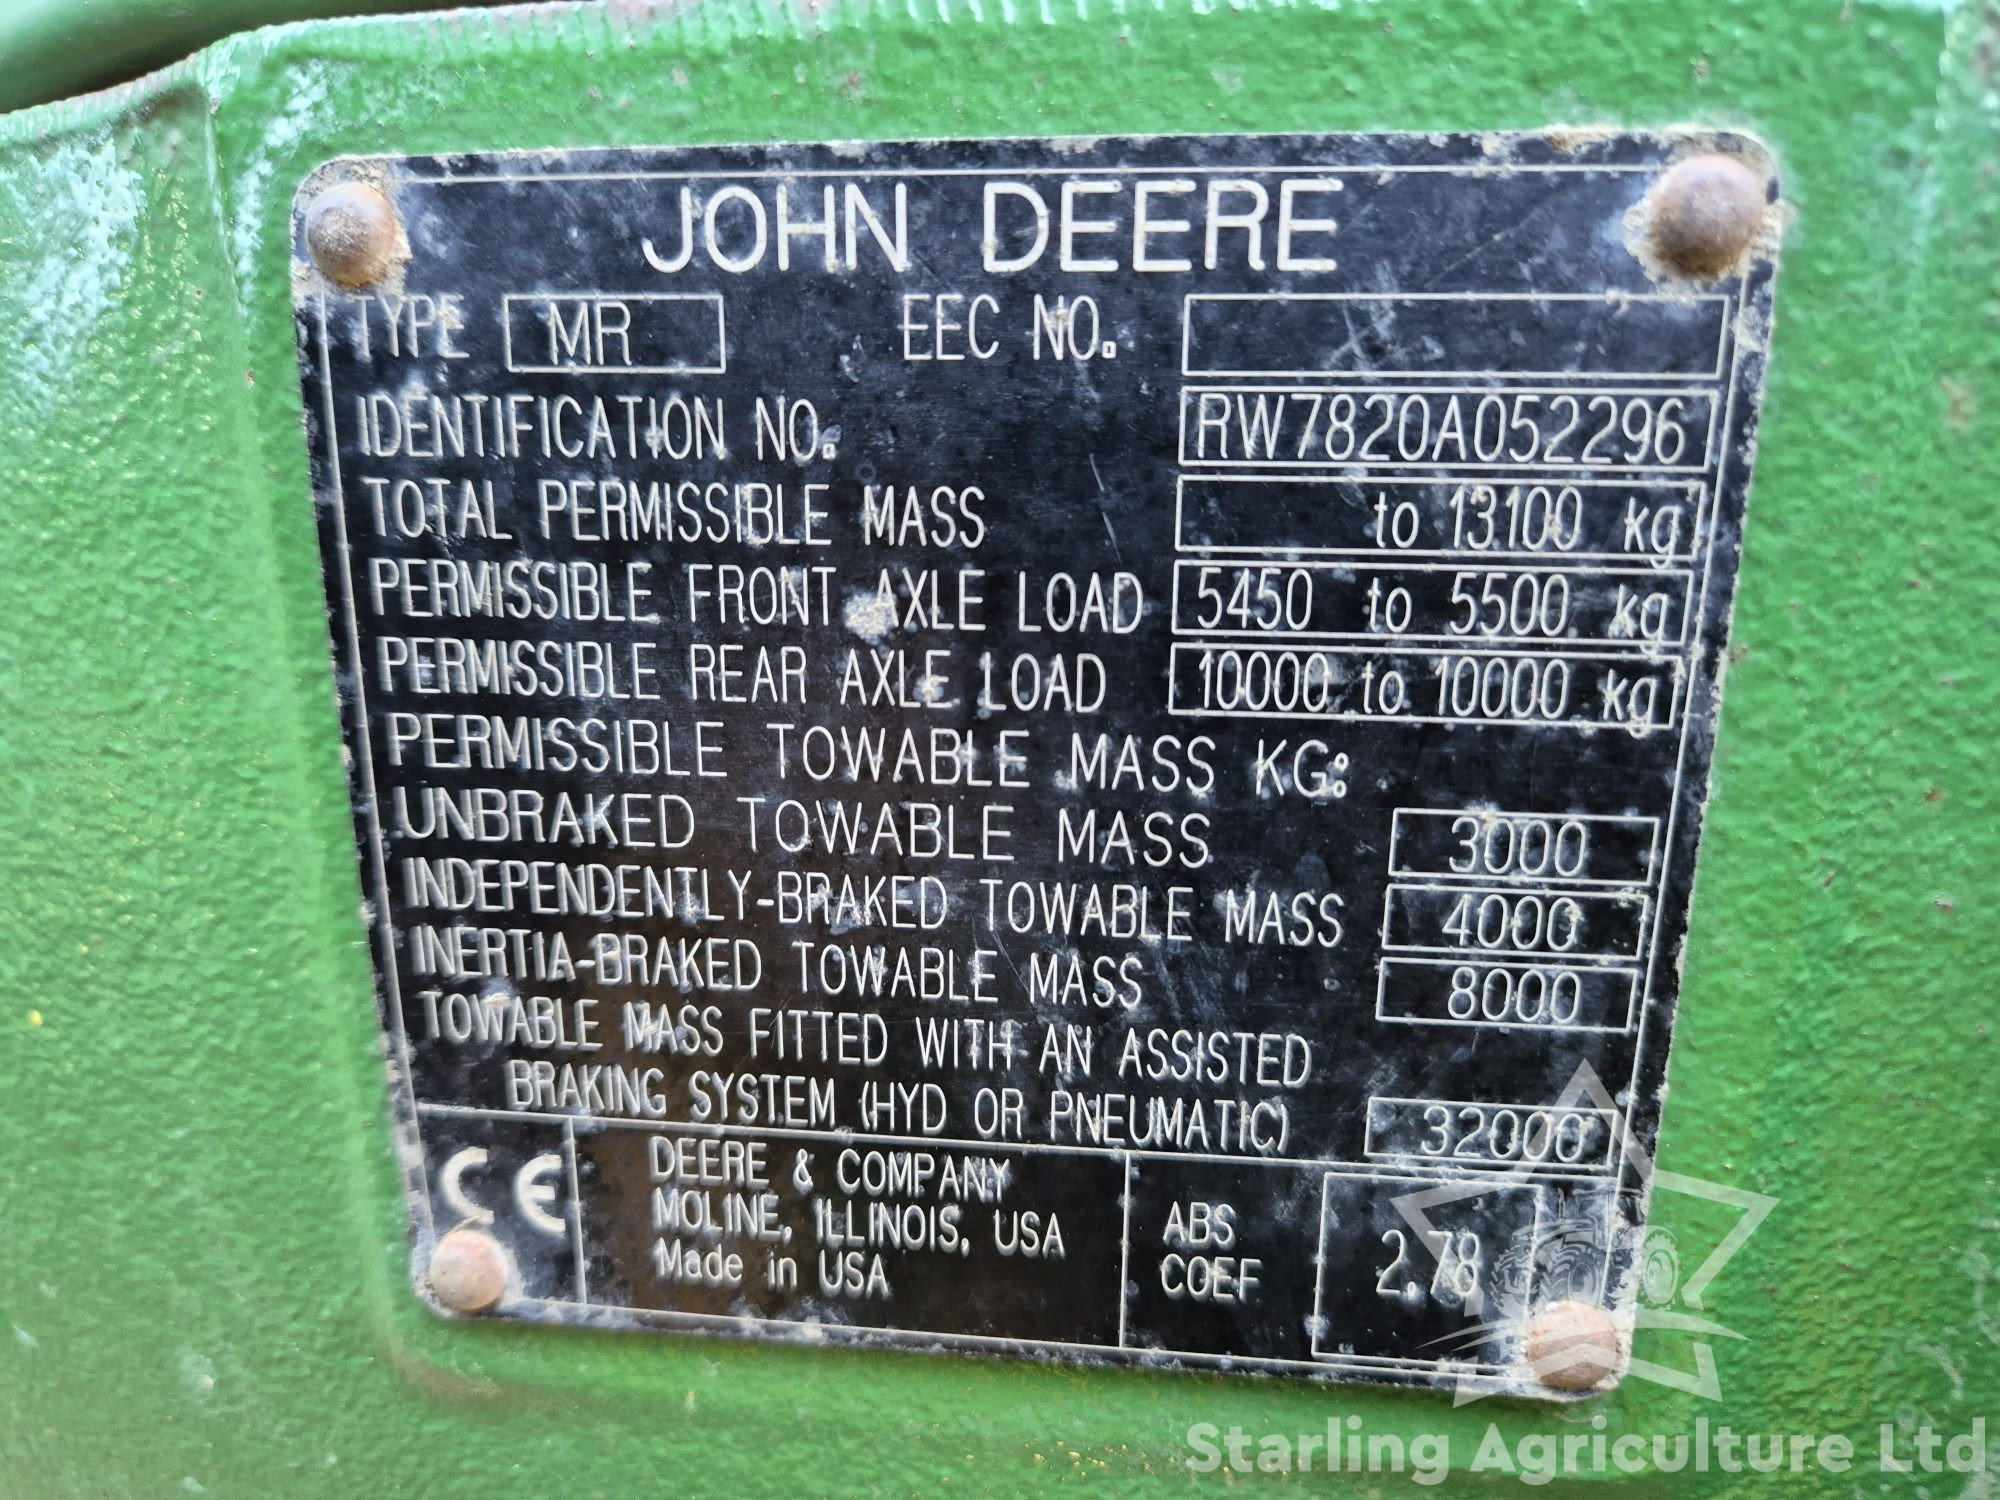 JOHN DEERE
TYPE MR EEC NO.
IDENTIFICATION NO. RW7820A052296
TOTAL PERMISSIBLE MASS to 13100 kg
PERMISSIBLE FRONT AXLE LOAD 5450 to 5500 kg
PERMISSIBLE REAR AXLE LOAD 10000 to 10000 kg
PERMISSIBLE TOWABLE MASS KG:
UNBRAKED TOWABLE MASS 3000
INDEPENDENTLY-BRAKED TOWABLE MASS 4000
INERTIA-BRAKED TOWABLE MASS 8000
TOWABLE MASS FITTED WITH AN ASSISTED
BRAKING SYSTEM (HYD OR PNEUMATIC) 32000
CE
DEERE & COMPANY
MOLINE, ILLINOIS, USA
Made in USA
ABS
COEF
2.78
Starling Agriculture Ltd